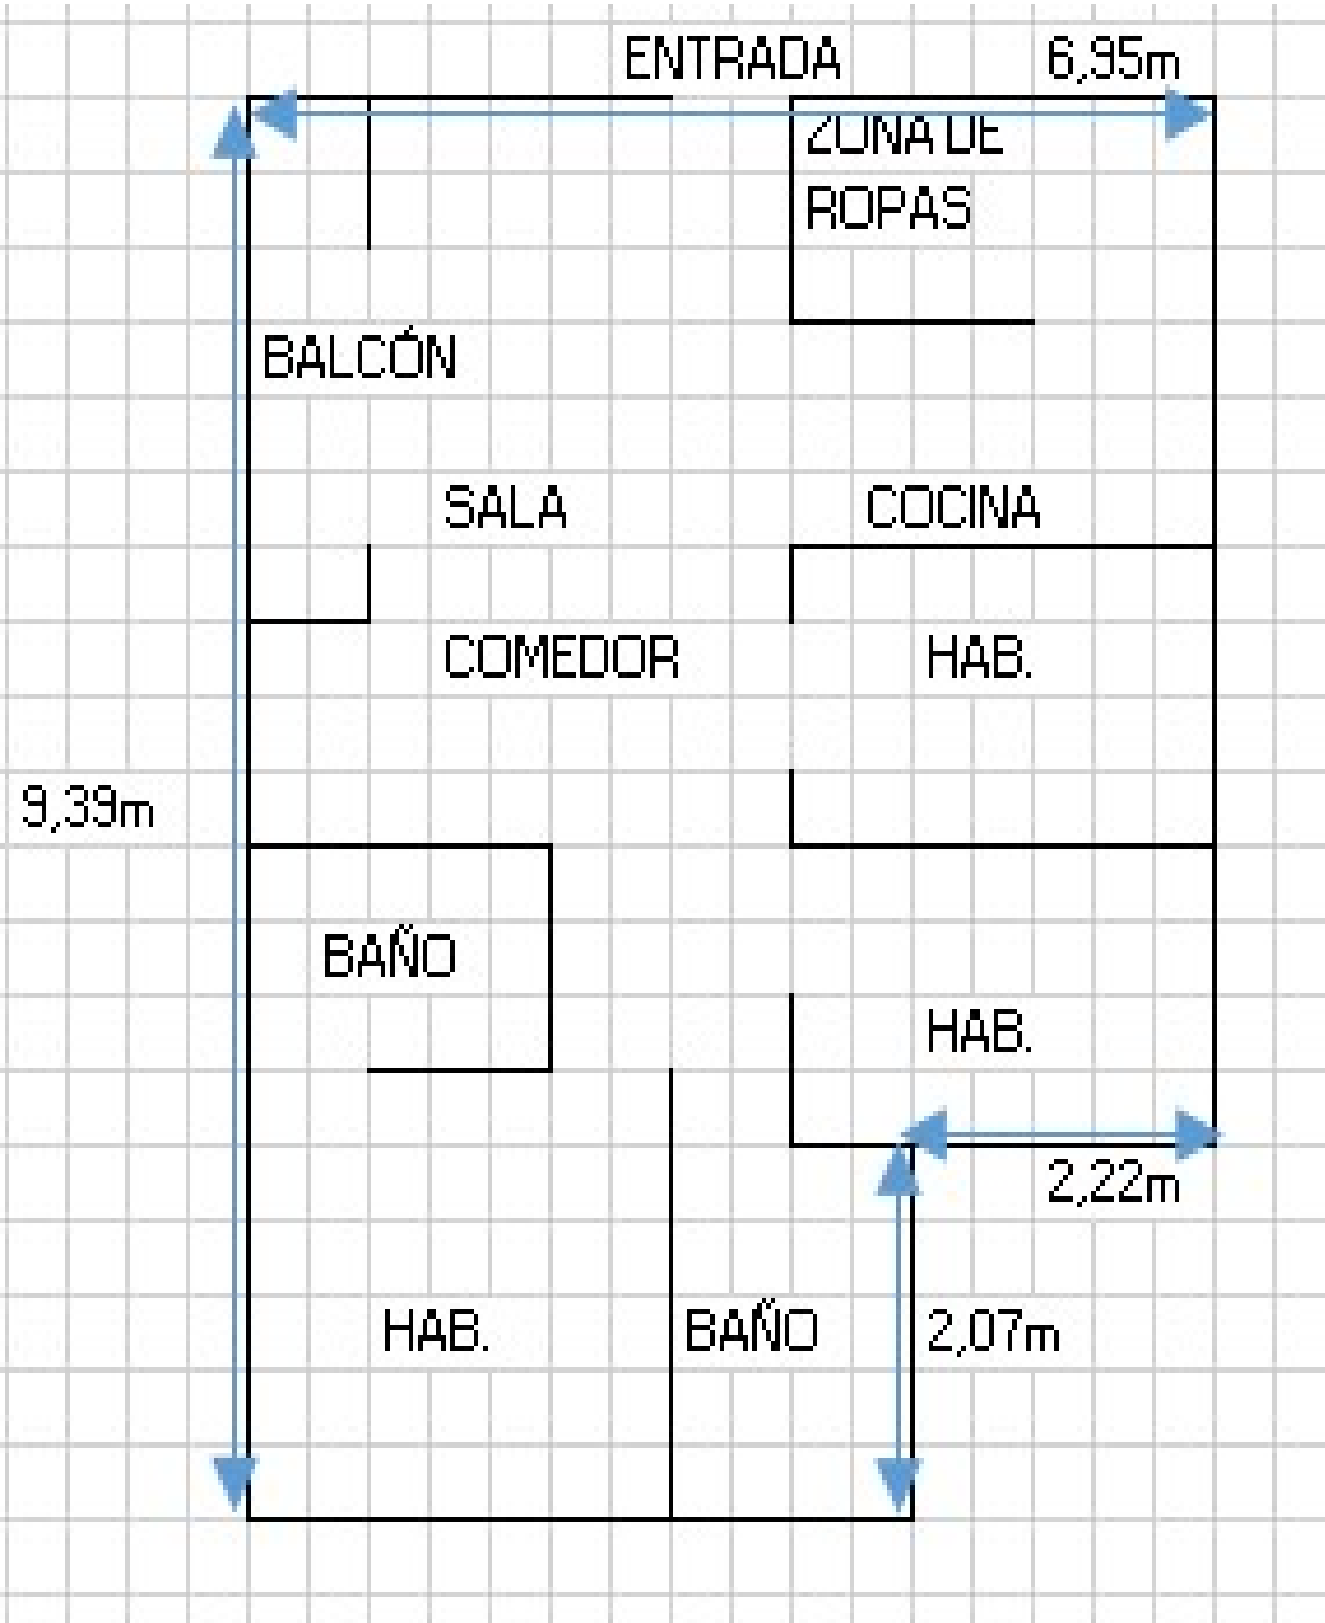 ENTRADA
6,95m
ZONA DE
ROPAS
BALCÓN
SALA
COCINA
COMEDOR
HAB.
9,39m
BAÑO
HAB.
2,22m
HAB.
BAÑO
2,07m